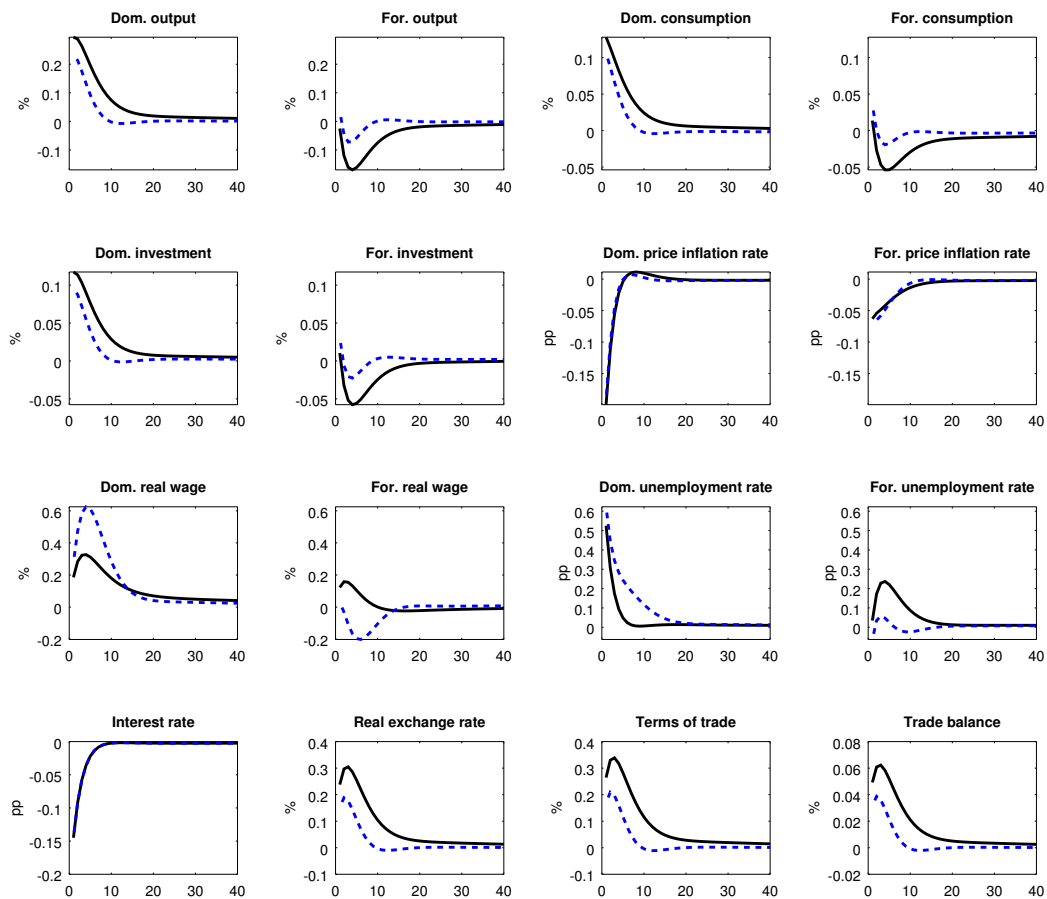 Dom. output
%
0.2
0.1
0
-0.1
0 10 20 30 40
For. output
%
0.2
0.1
0
-0.1
0 10 20 30 40
Dom. consumption
%
0.1
0.05
0
-0.05
0 10 20 30 40
For. consumption
%
0.1
0.05
0
-0.05
0 10 20 30 40
Dom. investment
%
0.1
0.05
0
-0.05
0 10 20 30 40
For. investment
%
0.1
0.05
0
-0.05
0 10 20 30 40
Dom. price inflation rate
pp
0
-0.05
-0.1
-0.15
0 10 20 30 40
For. price inflation rate
pp
0
-0.05
-0.1
-0.15
0 10 20 30 40
Dom. real wage
%
0.6
0.4
0.2
0
-0.2
0 10 20 30 40
For. real wage
%
0.6
0.4
0.2
0
-0.2
0 10 20 30 40
Dom. unemployment rate
pp
0.6
0.5
0.4
0.3
0.2
0.1
0
0 10 20 30 40
For. unemployment rate
pp
0.6
0.5
0.4
0.3
0.2
0.1
0
0 10 20 30 40
Interest rate
pp
0
-0.05
-0.1
-0.15
-0.2
0 10 20 30 40
Real exchange rate
%
0.4
0.3
0.2
0.1
0
-0.1
0 10 20 30 40
Terms of trade
%
0.4
0.3
0.2
0.1
0
-0.1
0 10 20 30 40
Trade balance
%
0.08
0.06
0.04
0.02
0
-0.02
0 10 20 30 40